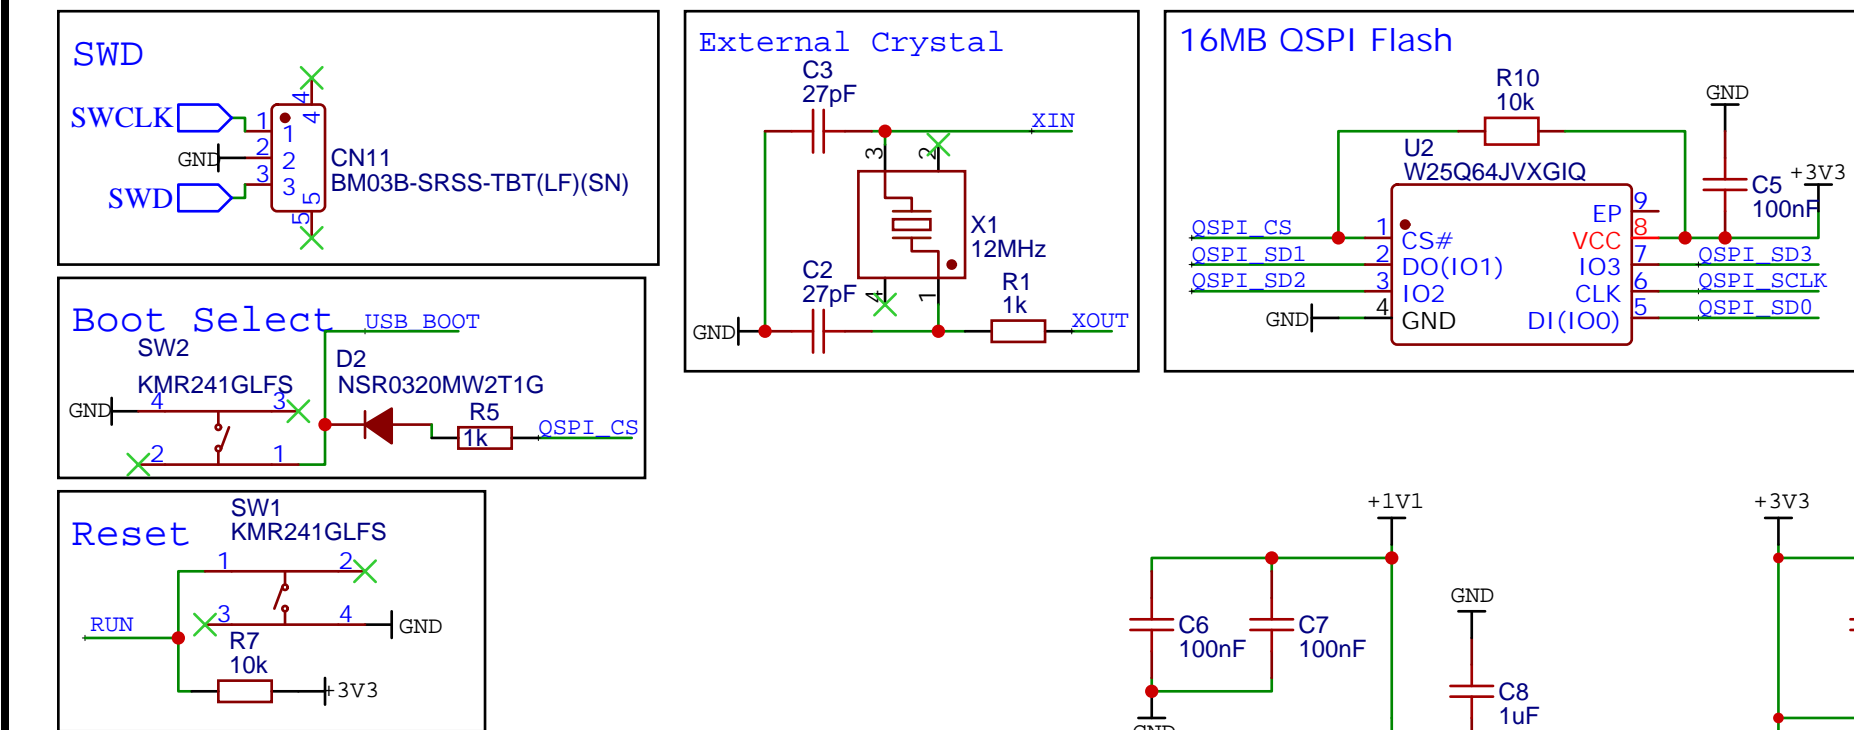 SWD
SWCLK
GND
SWD
1
2
3
4
4
1
2
3
5
5
CN11
BM03B-SRSS-TBT(LF)(SN)
Boot Select
USB_BOOT
SW2
KMR241GLFS
GND
4
3
2
1
D2
NSR0320MW2T1G
R5
1k
QSPI_CS
Reset
SW1
KMR241GLFS
1
2
3
4
GND
RUN
R7
10k
+3V3
External Crystal
C3
27pF
XIN
3
2
X1
12MHz
C2
27pF
4
1
R1
1k
GND
XOUT
16MB QSPI Flash
R10
10k
GND
U2
W25Q64JVXGIQ
C5
100nF
+3V3
QSPI_CS
QSPI_SD1
QSPI_SD2
GND
1
2
3
4
CS#
DO(IO1)
IO2
GND
EP
VCC
IO3
CLK
DI(IO0)
9
8
7
6
5
QSPI_SD3
QSPI_SCLK
QSPI_SD0
+1V1
C6
100nF
C7
100nF
GND
GND
C8
1uF
+3V3